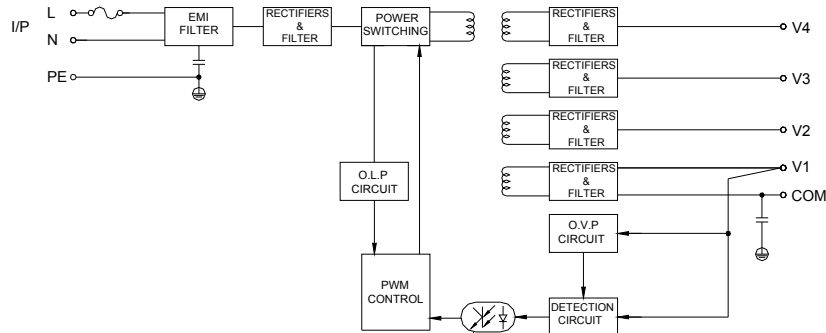 I/P
L
N
PE
EMI
FILTER
RECTIFIERS
&
FILTER
POWER
SWITCHING
RECTIFIERS
&
FILTER
V4
RECTIFIERS
&
FILTER
V3
RECTIFIERS
&
FILTER
V2
RECTIFIERS
&
FILTER
V1
COM
O.L.P
CIRCUIT
O.V.P
CIRCUIT
PWM
CONTROL
DETECTION
CIRCUIT